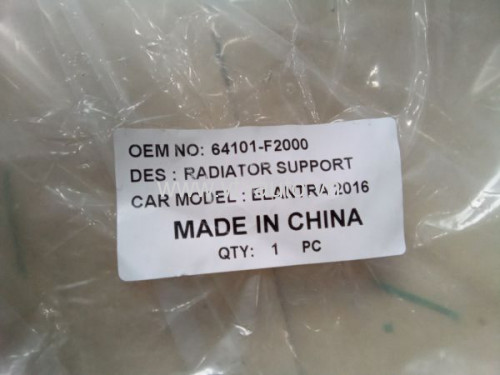 OEM NO: 64101-F2000
DES : RADIATOR SUPPORT
CAR MODEL : ELANTRA 2016
MADE IN CHINA
QTY: 1 PC